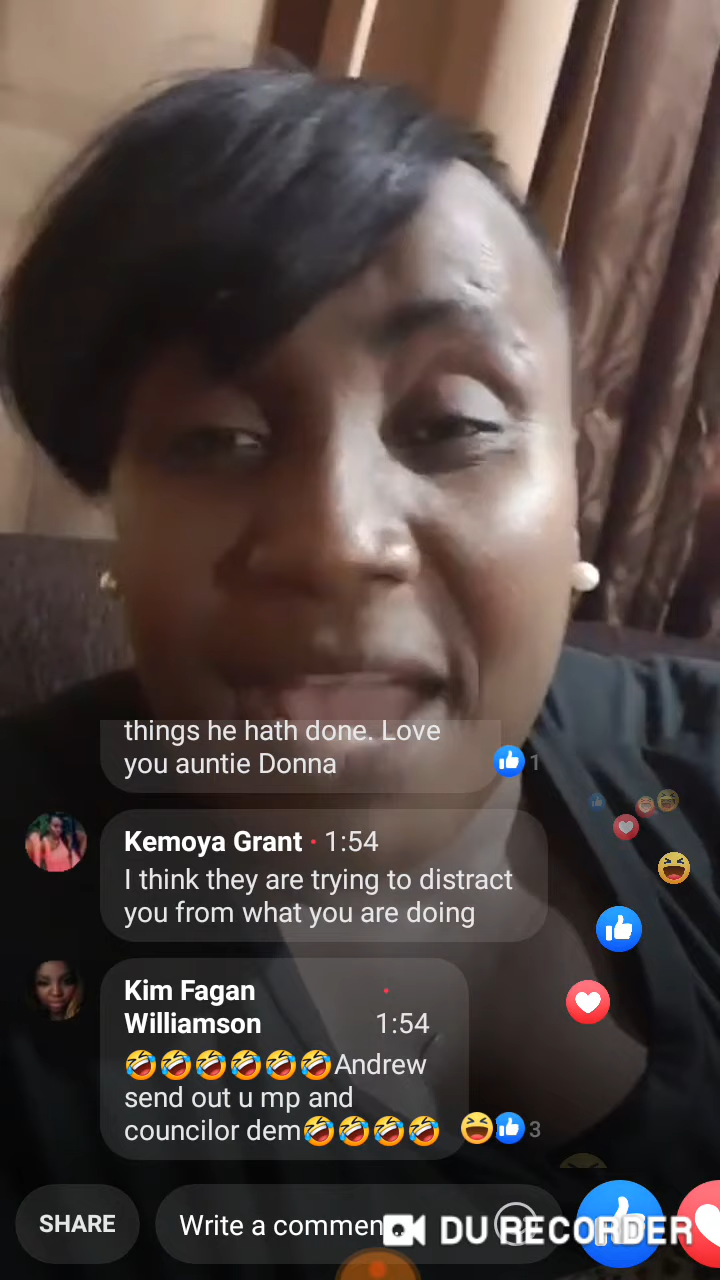 things he hath done. Love
you auntie Donna
1
Kemoya Grant · 1:54
I think they are trying to distract
you from what you are doing
Kim Fagan
Williamson · 1:54
🤣🤣🤣🤣🤣🤣Andrew
send out u mp and
councilor dem🤣🤣🤣🤣
3
SHARE
Write a commen
DU RECORDER